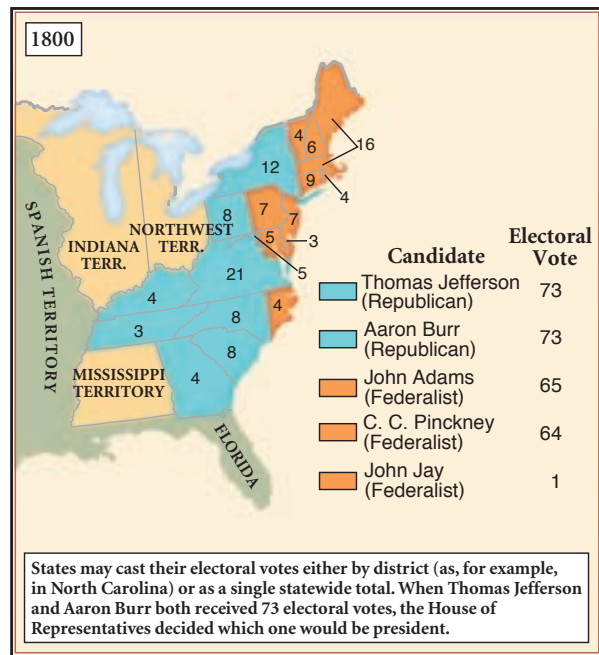 1800
4
6
16
12
9
4
8
7
7
NORTHWEST
TERR.
5
3
INDIANA
TERR.
5
SPANISH TERRITORY
21
4
4
3
8
8
MISSISSIPPI
TERRITORY
4
FLORIDA
Candidate Electoral Vote
Thomas Jefferson 73
(Republican)
Aaron Burr 73
(Republican)
John Adams 65
(Federalist)
C. C. Pinckney 64
(Federalist)
John Jay 1
(Federalist)
States may cast their electoral votes either by district (as, for example,
in North Carolina) or as a single statewide total. When Thomas Jefferson
and Aaron Burr both received 73 electoral votes, the House of
Representatives decided which one would be president.